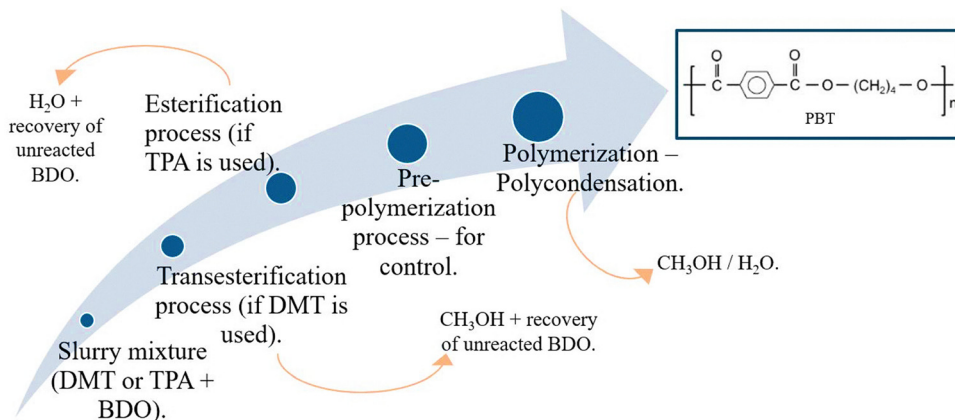 Slurry mixture
(DMT or TPA +
BDO).
Transesterification
process (if DMT is
used).
CH₃OH + recovery
of unreacted BDO.
Esterification
process (if
TPA is used).
H₂O +
recovery of
unreacted
BDO.
Pre-
polymerization
process – for
control.
Polymerization –
Polycondensation.
CH₃OH / H₂O.
O O
C C O (CH₂)₄ O n
PBT